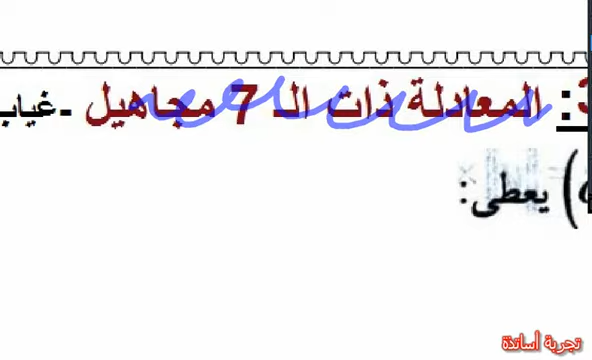 : المعادلة ذات الـ 7 مجاهيل - غياب
) يعطى :
تجربة أساتذة